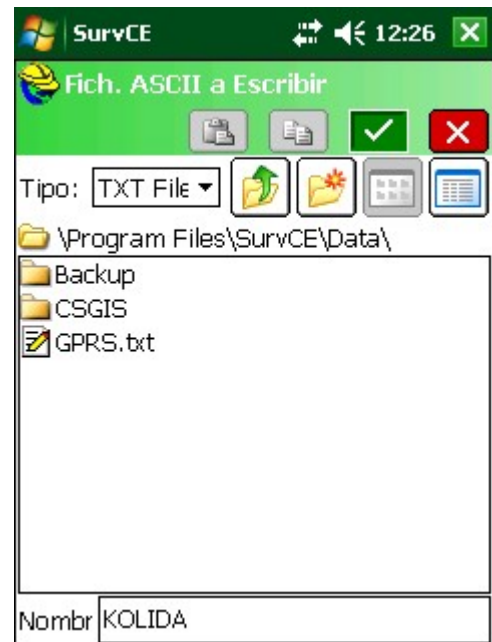 SurvCE 12:26
Fich. ASCII a Escribir
Tipo: TXT File
\Program Files\SurvCE\Data\
Backup
CSGIS
GPRS.txt
Nombr KOLIDA